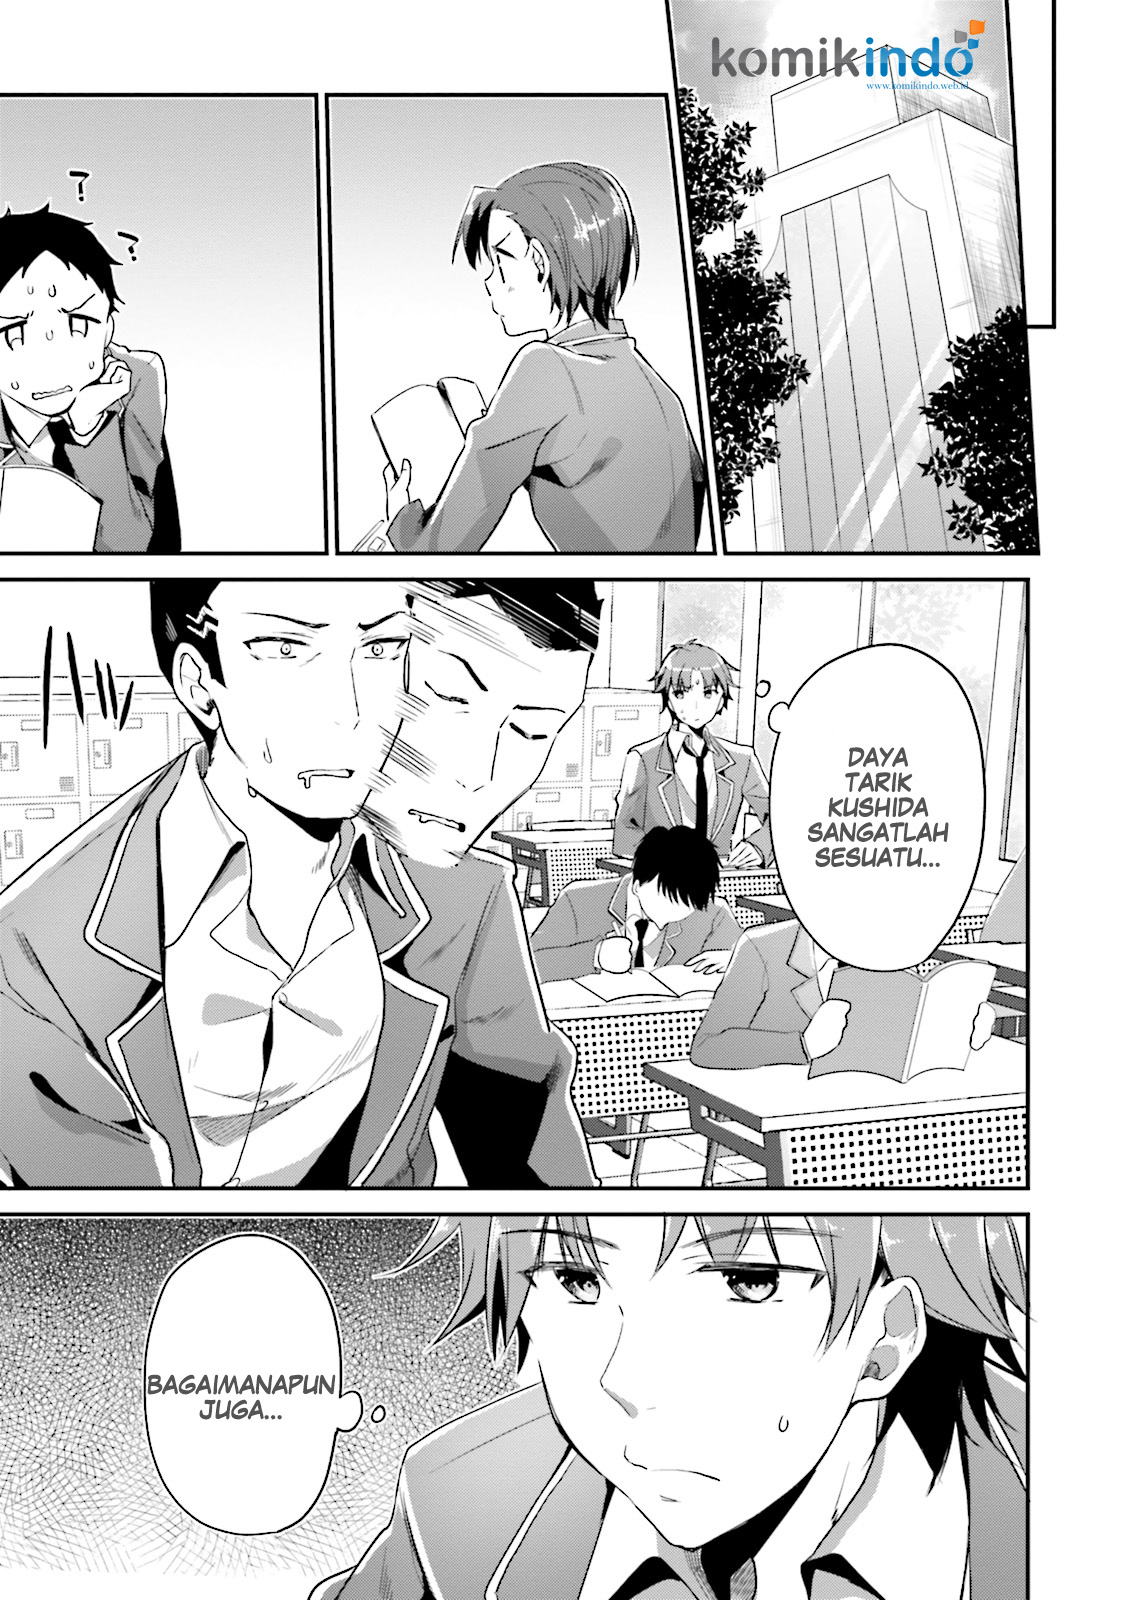 komikindo
www.komikindo.web.id
?
?
DAYA
TARIK
KUSHIDA
SANGATLAH
SESUATU...
BAGAIMANAPUN
JUGA...